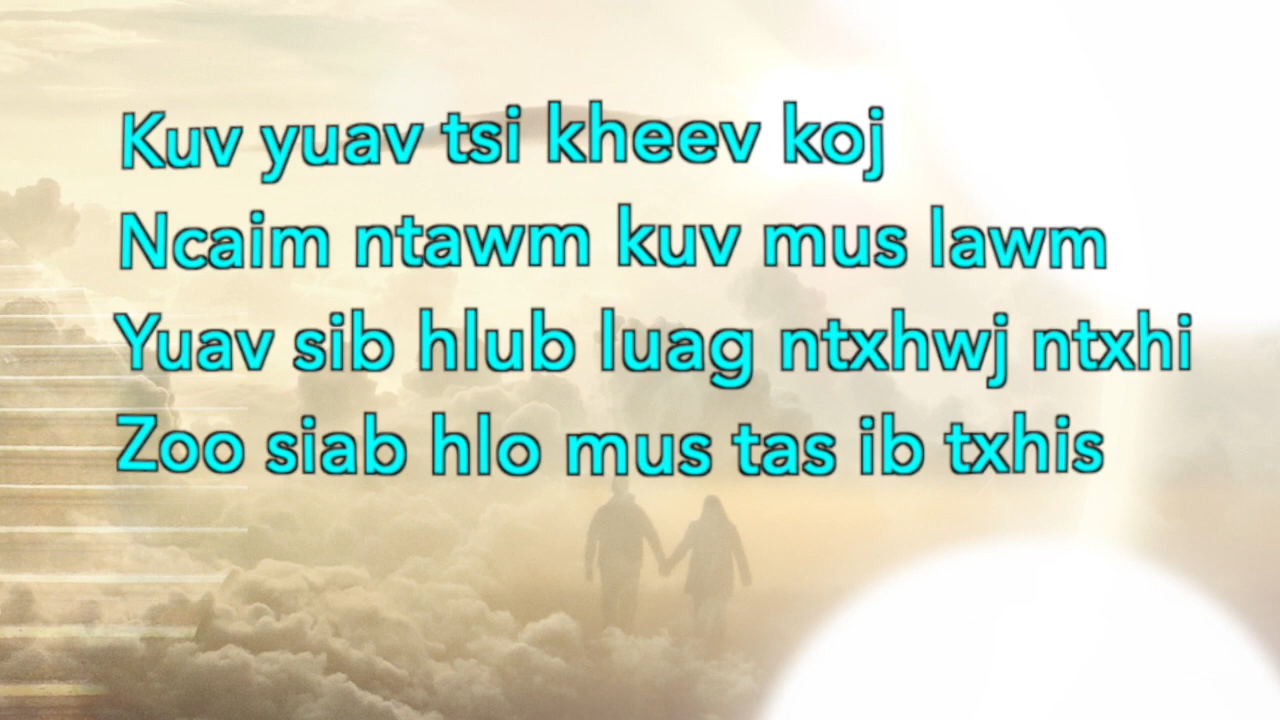 Kuv yuav tsi kheev koj
Ncaim ntawm kuv mus lawm
Yuav sib hlub luag ntxhwj ntxhi
Zoo siab hlo mus tas ib txhis